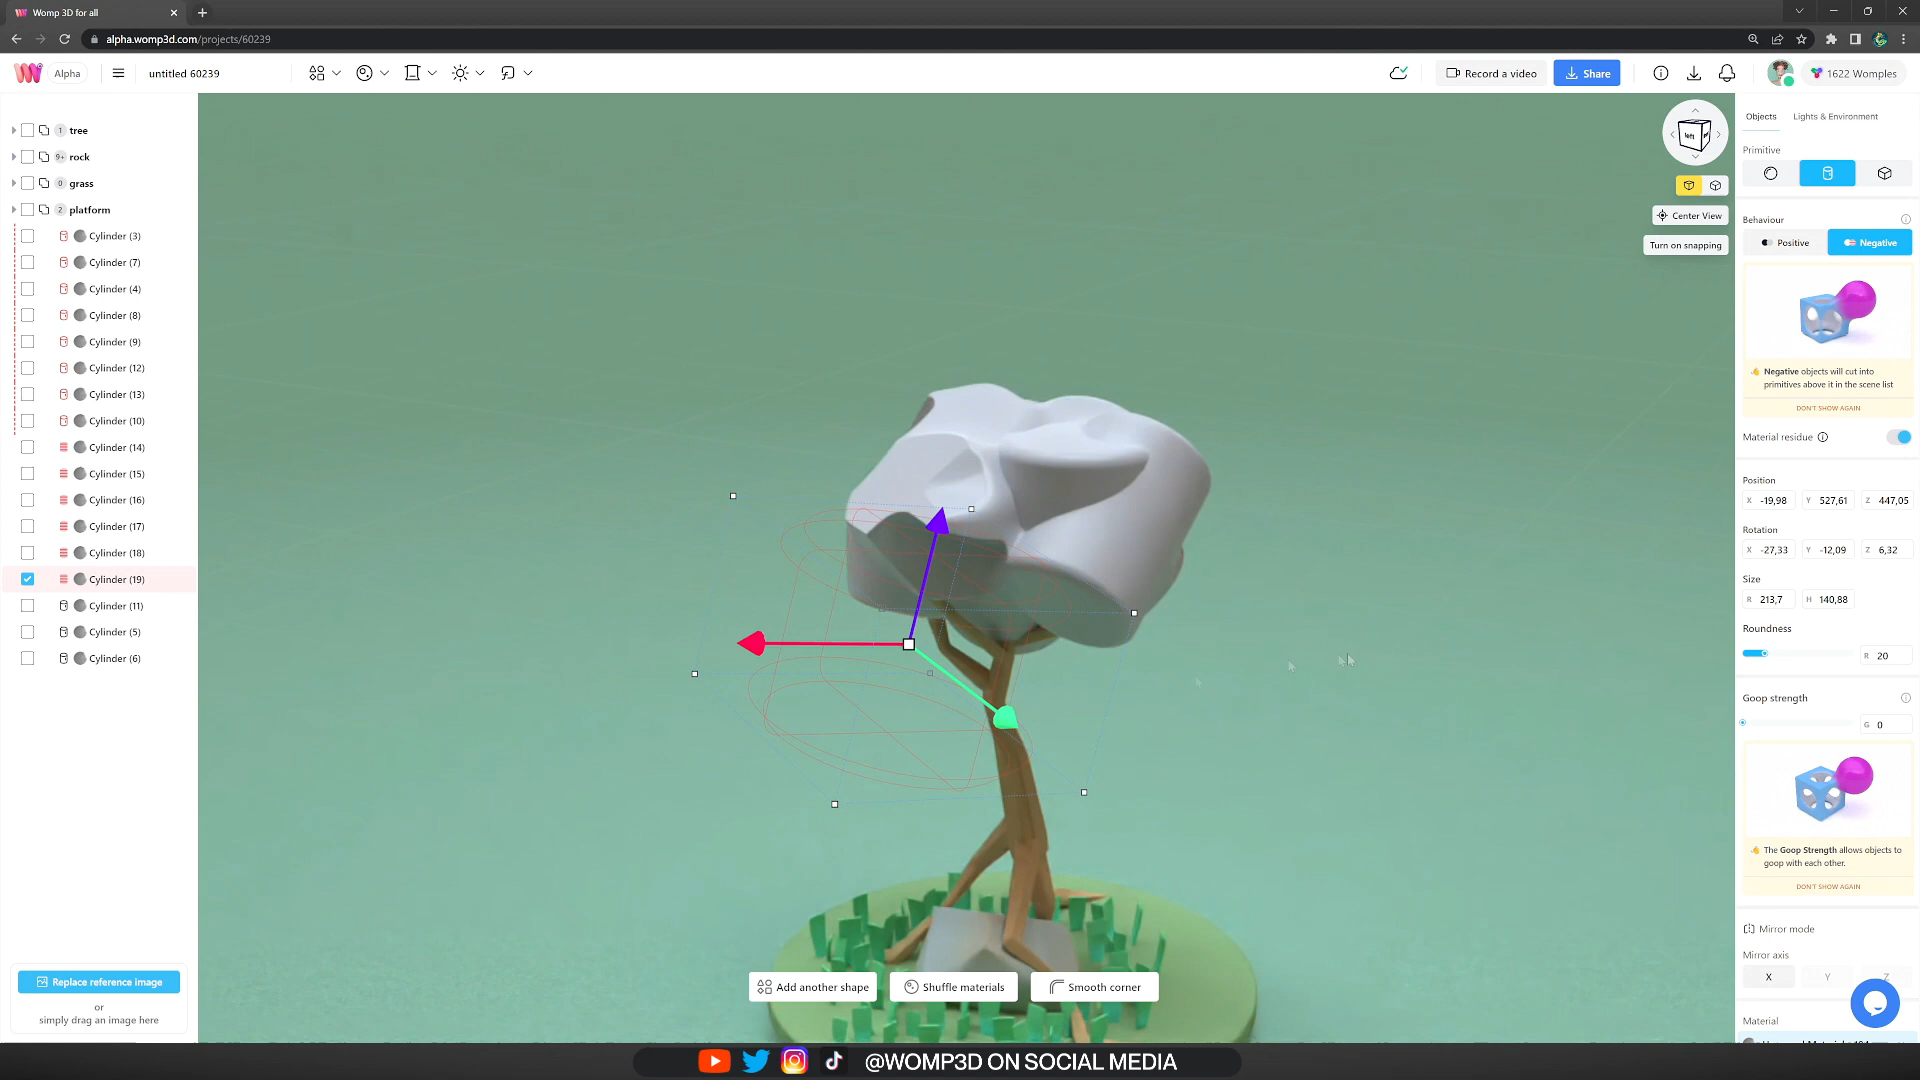 Womp 3D for all
alpha.womp3d.com/projects/60239
Alpha
untitled 60239
Record a video
Share
1622 Womples
1 tree
9+ rock
0 grass
2 platform
Cylinder (3)
Cylinder (7)
Cylinder (4)
Cylinder (8)
Cylinder (9)
Cylinder (12)
Cylinder (13)
Cylinder (10)
Cylinder (14)
Cylinder (15)
Cylinder (16)
Cylinder (17)
Cylinder (18)
Cylinder (19)
Cylinder (11)
Cylinder (5)
Cylinder (6)
Replace reference image
or
simply drag an image here
left
Center View
Turn on snapping
Add another shape
Shuffle materials
Smooth corner
Objects
Lights & Environment
Primitive
Behaviour
Positive
Negative
Negative objects will cut into
primitives above it in the scene list
DON'T SHOW AGAIN
Material residue
Position
X -19,98 Y 527,61 Z 447,05
Rotation
X -27,33 Y -12,09 Z 6,32
Size
R 213,7 H 140,88
Roundness
R 20
Goop strength
G 0
The Goop Strength allows objects to
goop with each other.
DON'T SHOW AGAIN
Mirror mode
Mirror axis
X Y Z
Material
@WOMP3D ON SOCIAL MEDIA